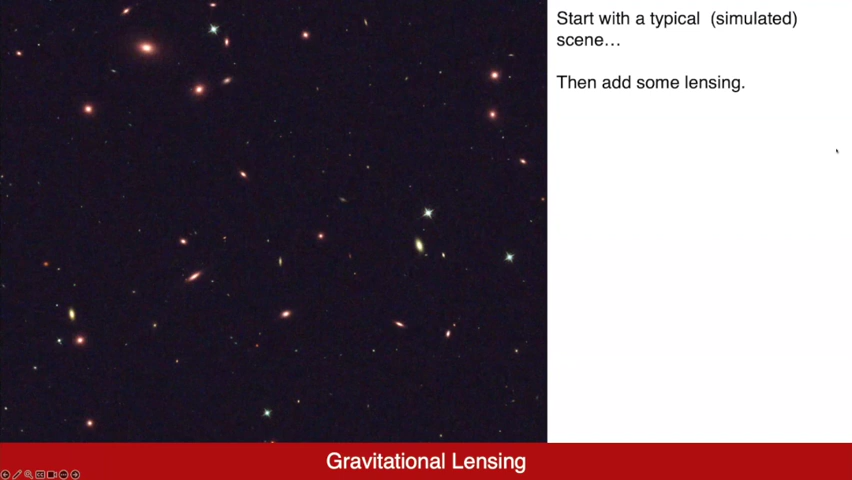 Start with a typical (simulated)
scene…
Then add some lensing.
Gravitational Lensing